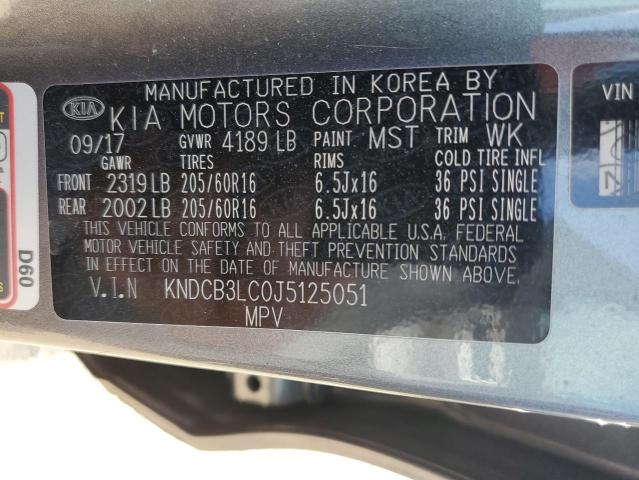 MANUFACTURED IN KOREA BY
KIA
KIA MOTORS CORPORATION
09/17 GVWR 4189 LB PAINT MST TRIM WK
GAWR TIRES RIMS COLD TIRE INFL
FRONT 2319 LB 205/60R16 6.5Jx16 36 PSI SINGLE
REAR 2002 LB 205/60R16 6.5Jx16 36 PSI SINGLE
THIS VEHICLE CONFORMS TO ALL APPLICABLE U.S.A. FEDERAL
MOTOR VEHICLE SAFETY AND THEFT PREVENTION STANDARDS
IN EFFECT ON THE DATE OF MANUFACTURE SHOWN ABOVE.
V.I.N KNDCB3LC0J5125051
MPV
D60
VIN